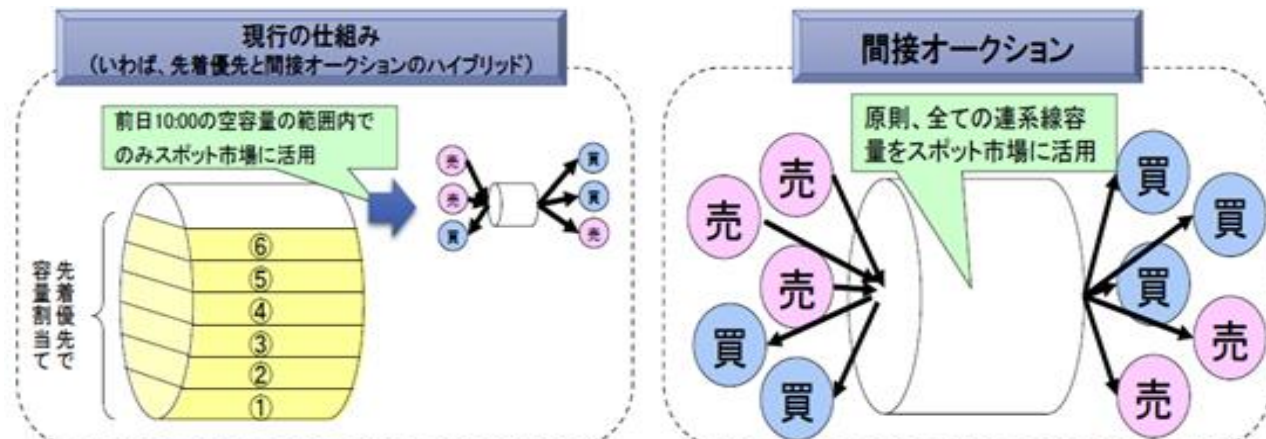 現行の仕組み
(いわば、先着優先と間接オークションのハイブリッド)
前日10:00の空容量の範囲内で
のみスポット市場に活用
売
売
買
買
買
売
先着優先で
容量割当て
⑥
⑤
④
③
②
①
間接オークション
原則、全ての連系線容
量をスポット市場に活用
売
売
売
買
買
買
買
買
売
売